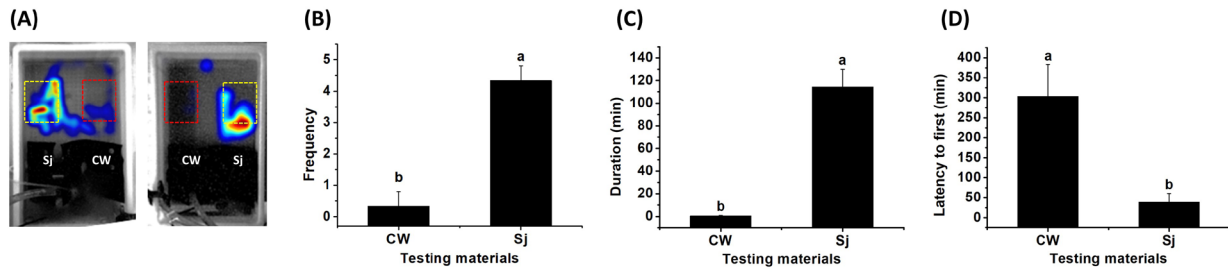 (A)
Sj
CW
CW
Sj
(B)
5
4
3
2
1
0
Frequency
a
b
CW
Sj
Testing materials
(C)
140
120
100
80
60
40
20
0
Duration (min)
a
b
CW
Sj
Testing materials
(D)
400
350
300
250
400
350
100
50
0
Latency to first (min)
a
b
CW
Sj
Testing materials